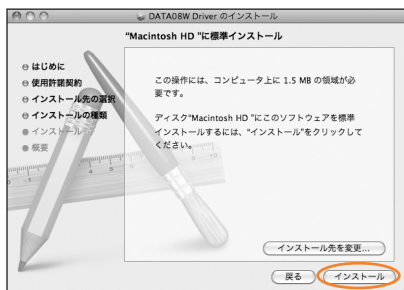 DATA08W Driver のインストール
“Macintosh HD ”に標準インストール
はじめに
使用許諾契約
インストール先の選択
インストールの種類
インストール
概要
この操作には、コンピュータ上に 1.5 MB の領域が必
要です。
ディスク“Macintosh HD ”にこのソフトウェアを標準
インストールするには、“インストール”をクリックして
ください。
インストール先を変更...
戻る
インストール